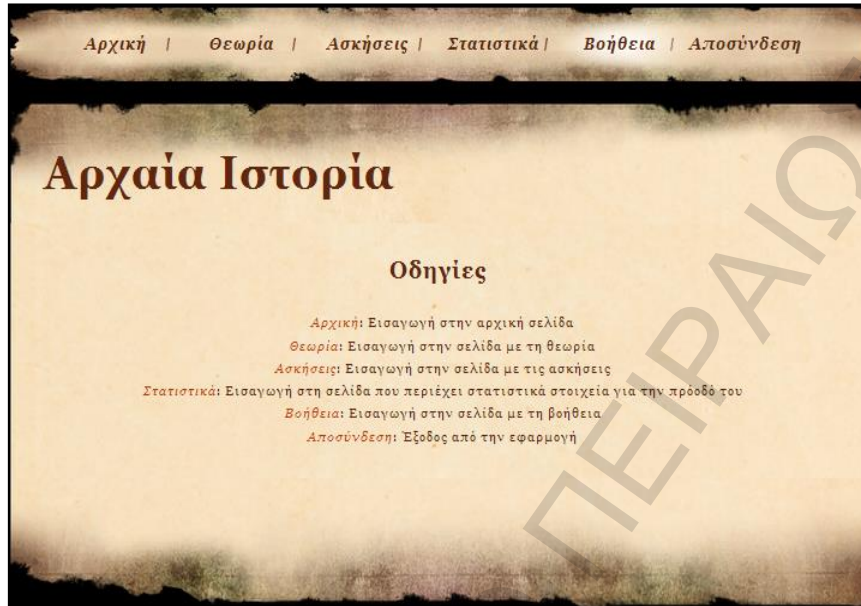 Αρχική | Θεωρία | Ασκήσεις | Στατιστικά | Βοήθεια | Αποσύνδεση
Αρχαία Ιστορία
Οδηγίες
Αρχική: Εισαγωγή στην αρχική σελίδα
Θεωρία: Εισαγωγή στην σελίδα με τη θεωρία
Ασκήσεις: Εισαγωγή στην σελίδα με τις ασκήσεις
Στατιστικά: Εισαγωγή στη σελίδα που περιέχει στατιστικά στοιχεία για την πρόοδό του
Βοήθεια: Εισαγωγή στην σελίδα με τη βοήθεια
Αποσύνδεση: Έξοδος από την εφαρμογή
ΠΕΙΡΑΙΩ